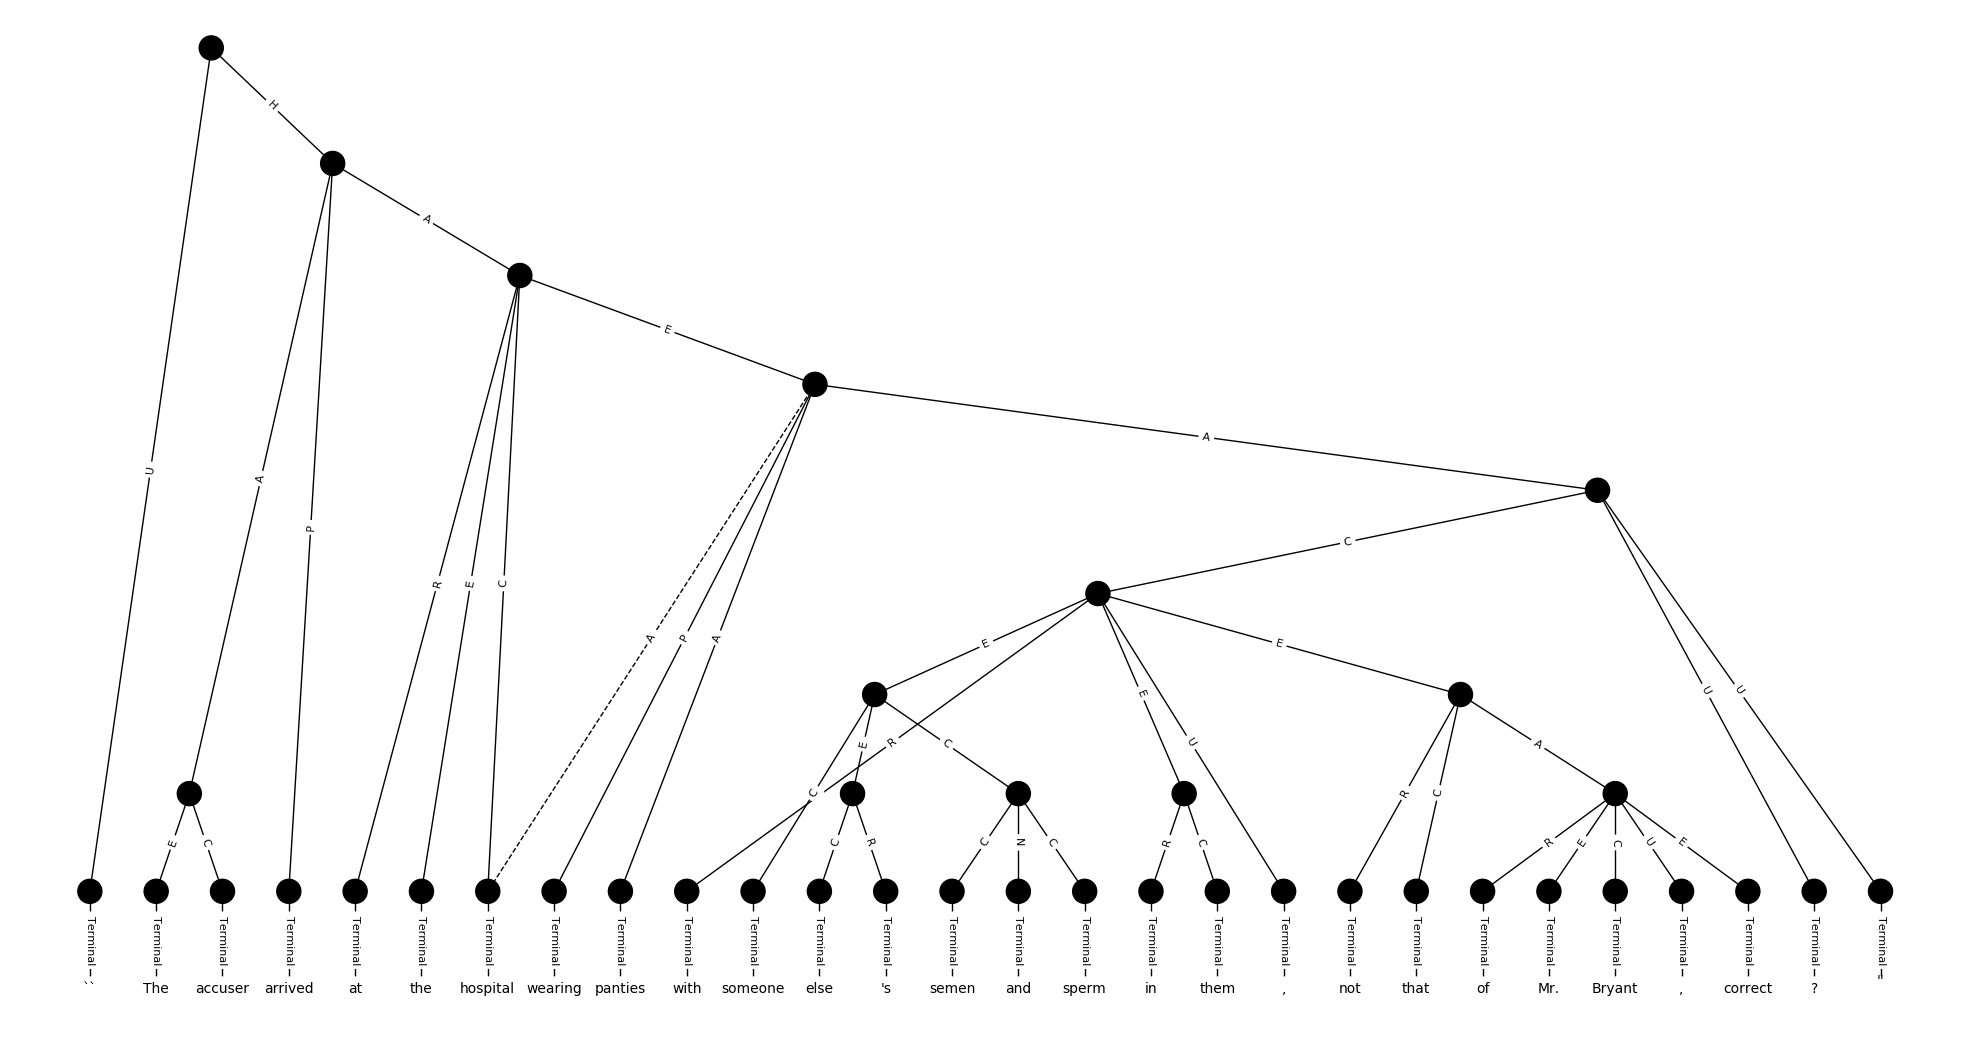 H
A
E
A
U
A
C
P
R
E
C
A
P
A
E
E
E
U
U
E
R
C
U
R
C
A
C
E
C
C
R
C
N
C
R
C
R
E
C
U
E
Terminal Terminal Terminal Terminal Terminal Terminal Terminal Terminal Terminal Terminal Terminal Terminal Terminal Terminal Terminal Terminal Terminal Terminal Terminal Terminal Terminal Terminal Terminal Terminal Terminal Terminal Terminal Terminal
`` The accuser arrived at the hospital wearing panties with someone else 's semen and sperm in them , not that of Mr. Bryant , correct ? "